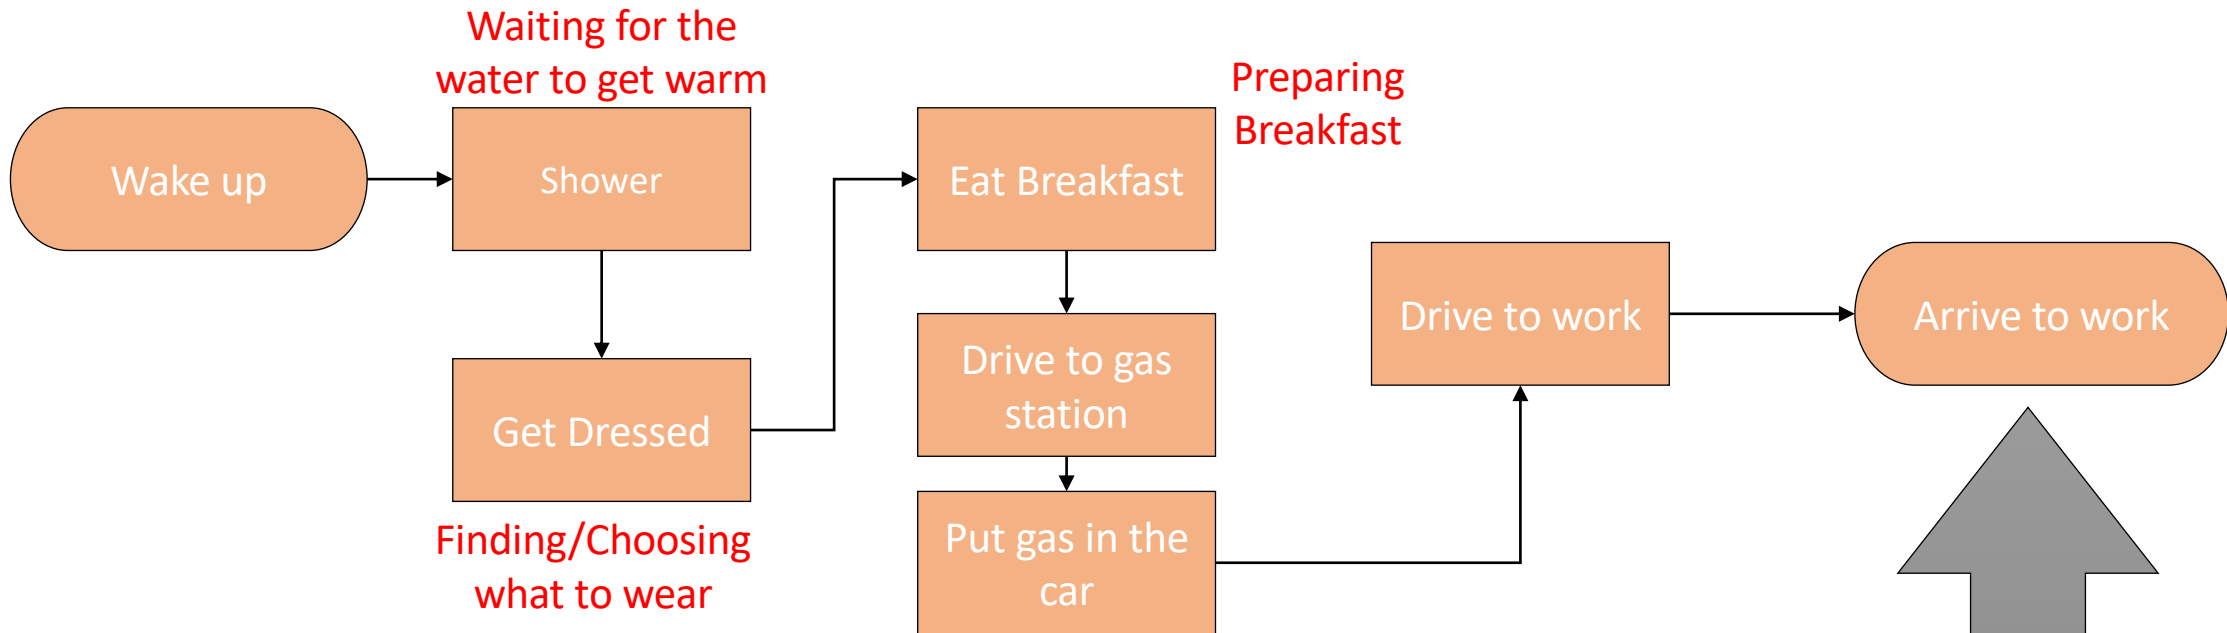 Waiting for the
water to get warm
Wake up
Shower
Get Dressed
Finding/Choosing
what to wear
Eat Breakfast
Preparing
Breakfast
Drive to gas
station
Put gas in the
car
Drive to work
Arrive to work